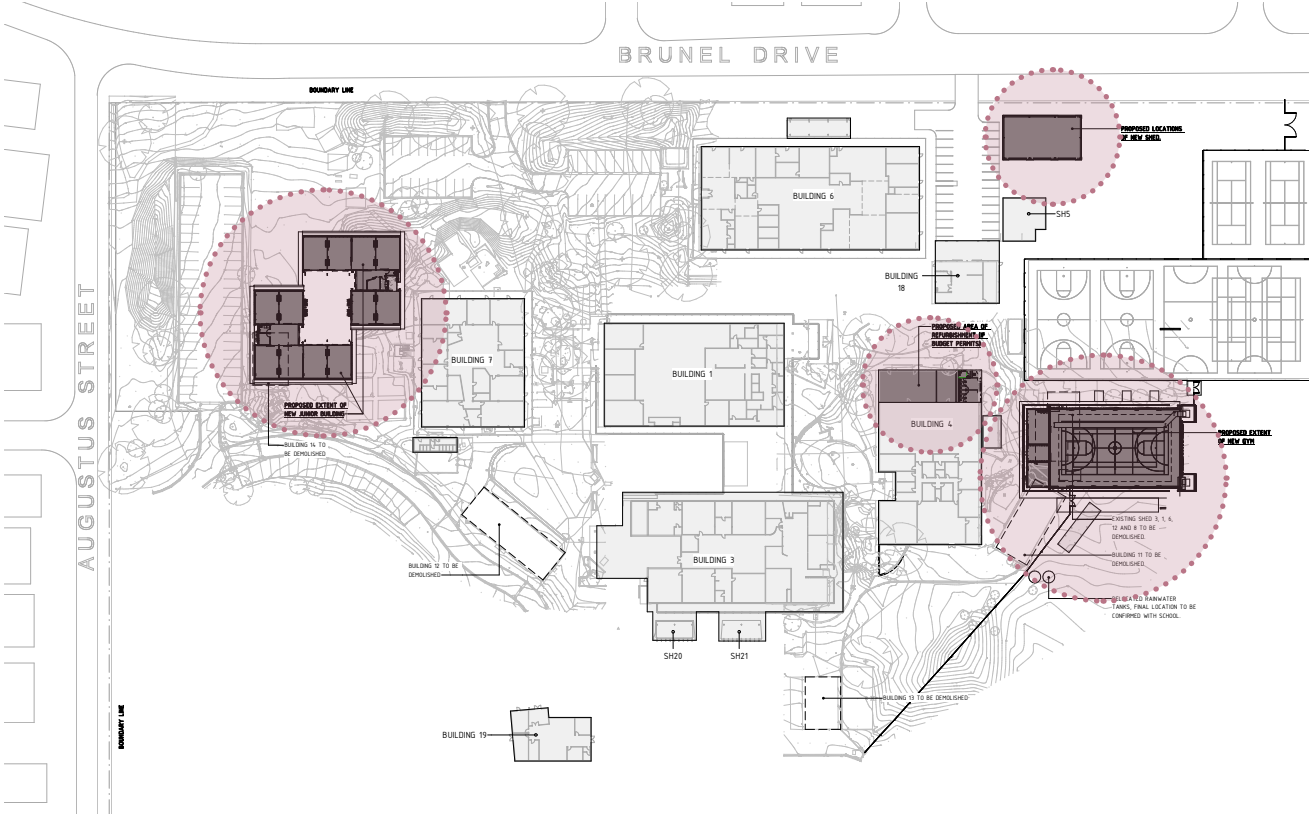 BRUNEL DRIVE
BOUNDARY LINE
PROPOSED LOCATIONS
OF NEW SHED.
BUILDING 6
SH5
BUILDING
18
AUGUSTUS STREET
PROPOSED AREA OF
REFURBISHMENT (IF
BUDGET PERMITS)
BUILDING 7
BUILDING 1
PROPOSED EXTENT OF
NEW JUNIOR BUILDING
BUILDING 4
PROPOSED EXTENT
OF NEW GYM
BUILDING 14 TO
BE DEMOLISHED
EXISTING SHED 3, 1, 6,
12 AND 8 TO BE
DEMOLISHED.
BUILDING 12 TO BE
DEMOLISHED
BUILDING 3
BUILDING 11 TO BE
DEMOLISHED.
RELOCATED RAINWATER
TANKS, FINAL LOCATION TO BE
CONFIRMED WITH SCHOOL.
SH20
SH21
BUILDING 13 TO BE DEMOLISHED
BUILDING 19
BOUNDARY LINE